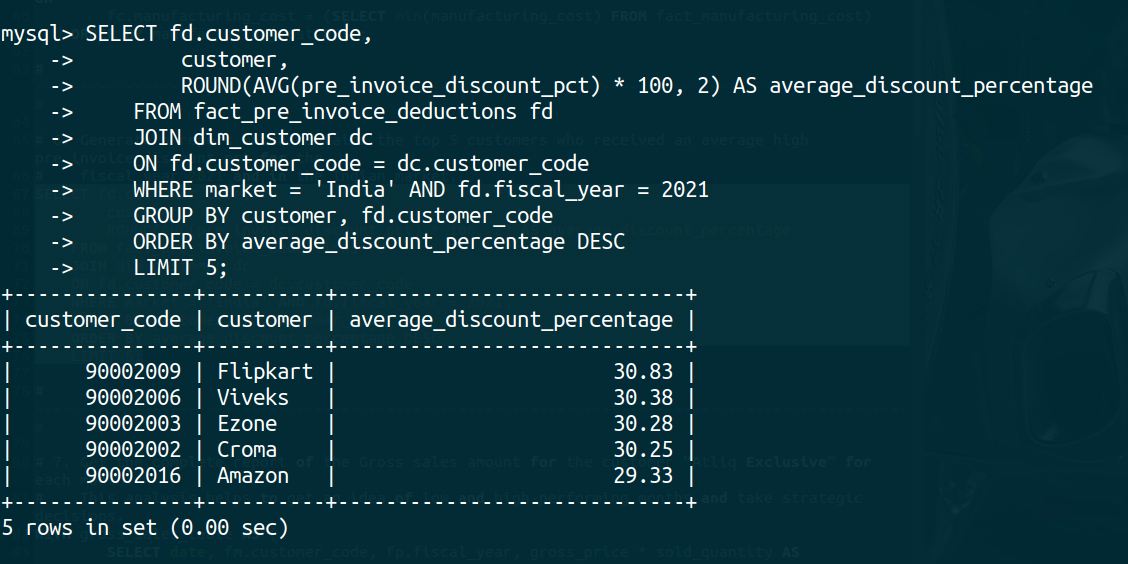 mysql> SELECT fd.customer_code,
    ->         customer,
    ->         ROUND(AVG(pre_invoice_discount_pct) * 100, 2) AS average_discount_percentage
    ->     FROM fact_pre_invoice_deductions fd
    ->     JOIN dim_customer dc
    ->     ON fd.customer_code = dc.customer_code
    ->     WHERE market = 'India' AND fd.fiscal_year = 2021
    ->     GROUP BY customer, fd.customer_code
    ->     ORDER BY average_discount_percentage DESC
    ->     LIMIT 5;
+---------------+----------+-----------------------------+
| customer_code | customer | average_discount_percentage |
+---------------+----------+-----------------------------+
|      90002009 | Flipkart |                       30.83 |
|      90002006 | Viveks   |                       30.38 |
|      90002003 | Ezone    |                       30.28 |
|      90002002 | Croma    |                       30.25 |
|      90002016 | Amazon   |                       29.33 |
+---------------+----------+-----------------------------+
5 rows in set (0.00 sec)